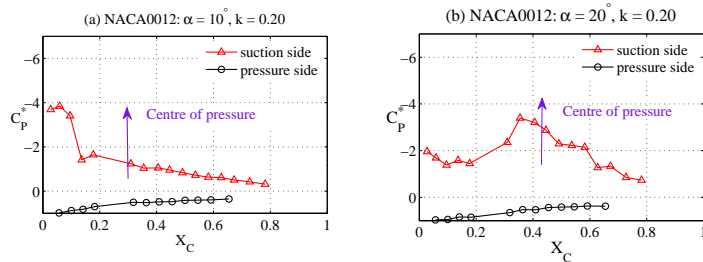 (a) NACA0012: α = 10°, k = 0.20
−6
−4
−2
0
C*P
suction side
pressure side
Centre of pressure
0 0.2 0.4 0.6 0.8 1
XC
(b) NACA0012: α = 20°, k = 0.20
−6
−4
−2
0
C*P
suction side
pressure side
Centre of pressure
0 0.2 0.4 0.6 0.8 1
XC